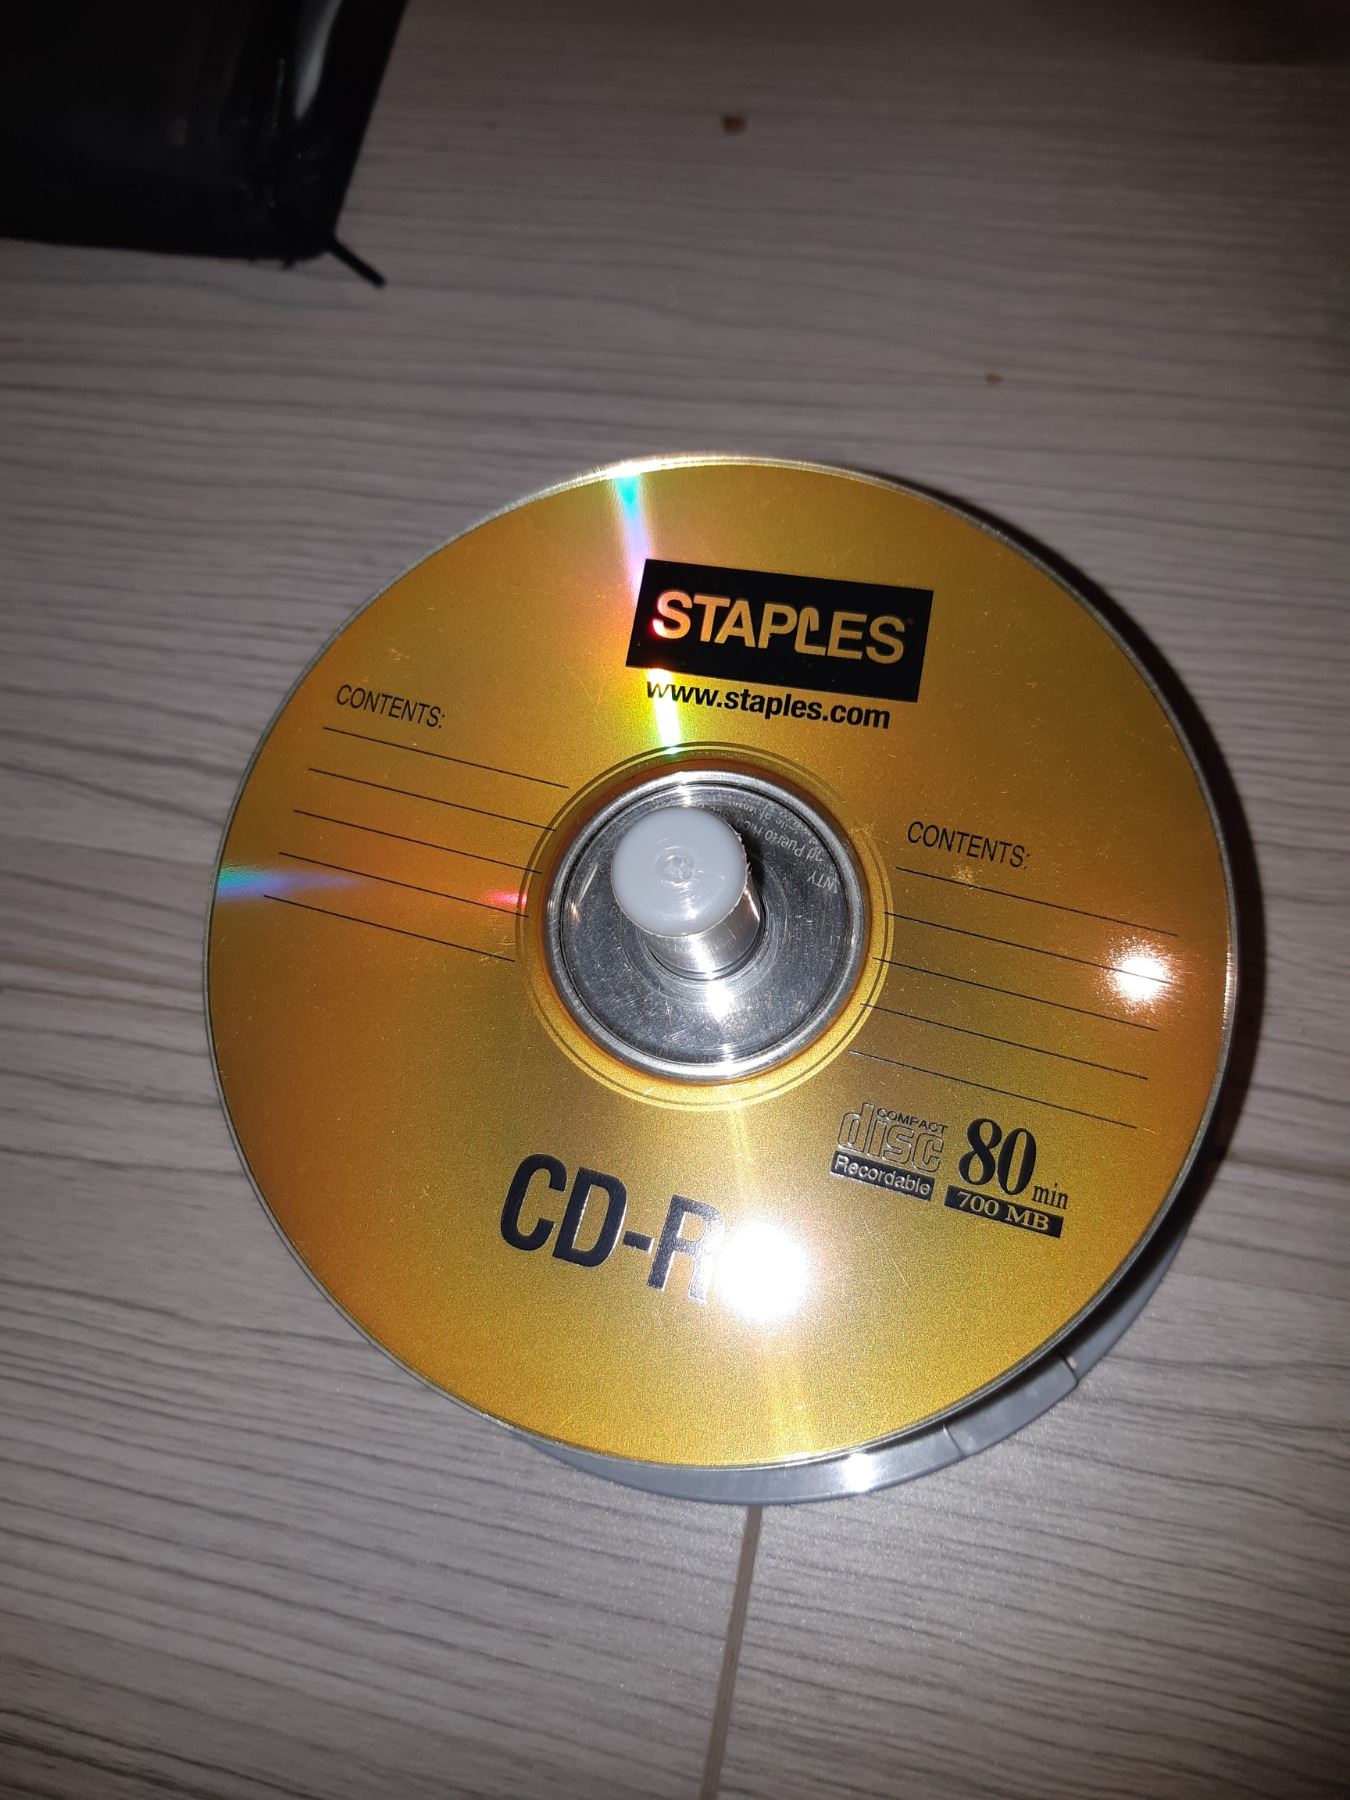 STAPLES
www.staples.com
CONTENTS:
CONTENTS:
COMPACT
disc
Recordable
80 min
700 MB
CD-R